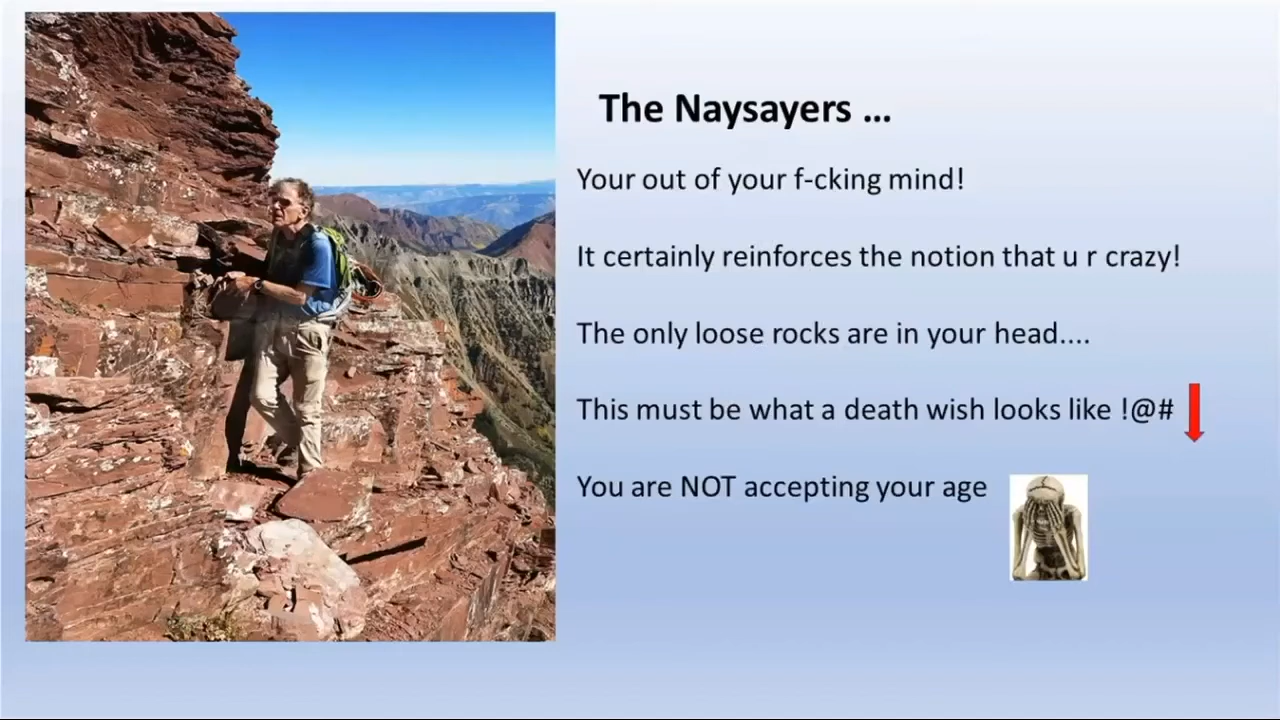 The Naysayers ...
Your out of your f-cking mind!
It certainly reinforces the notion that u r crazy!
The only loose rocks are in your head....
This must be what a death wish looks like !@#
You are NOT accepting your age